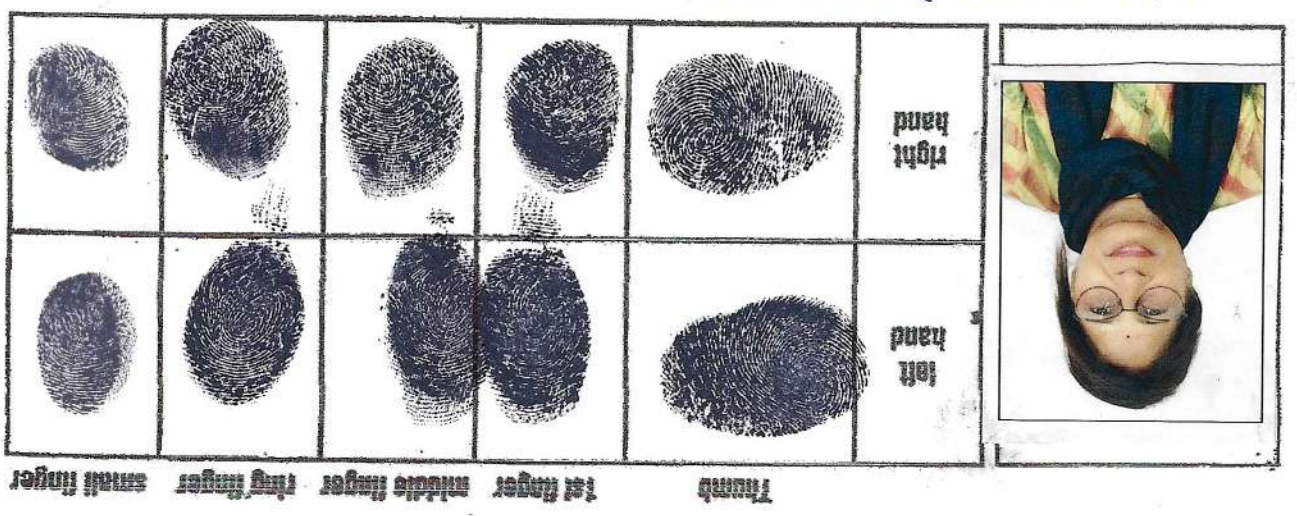 Thumb 1st finger middle finger ring finger small finger
left
hand
right
hand